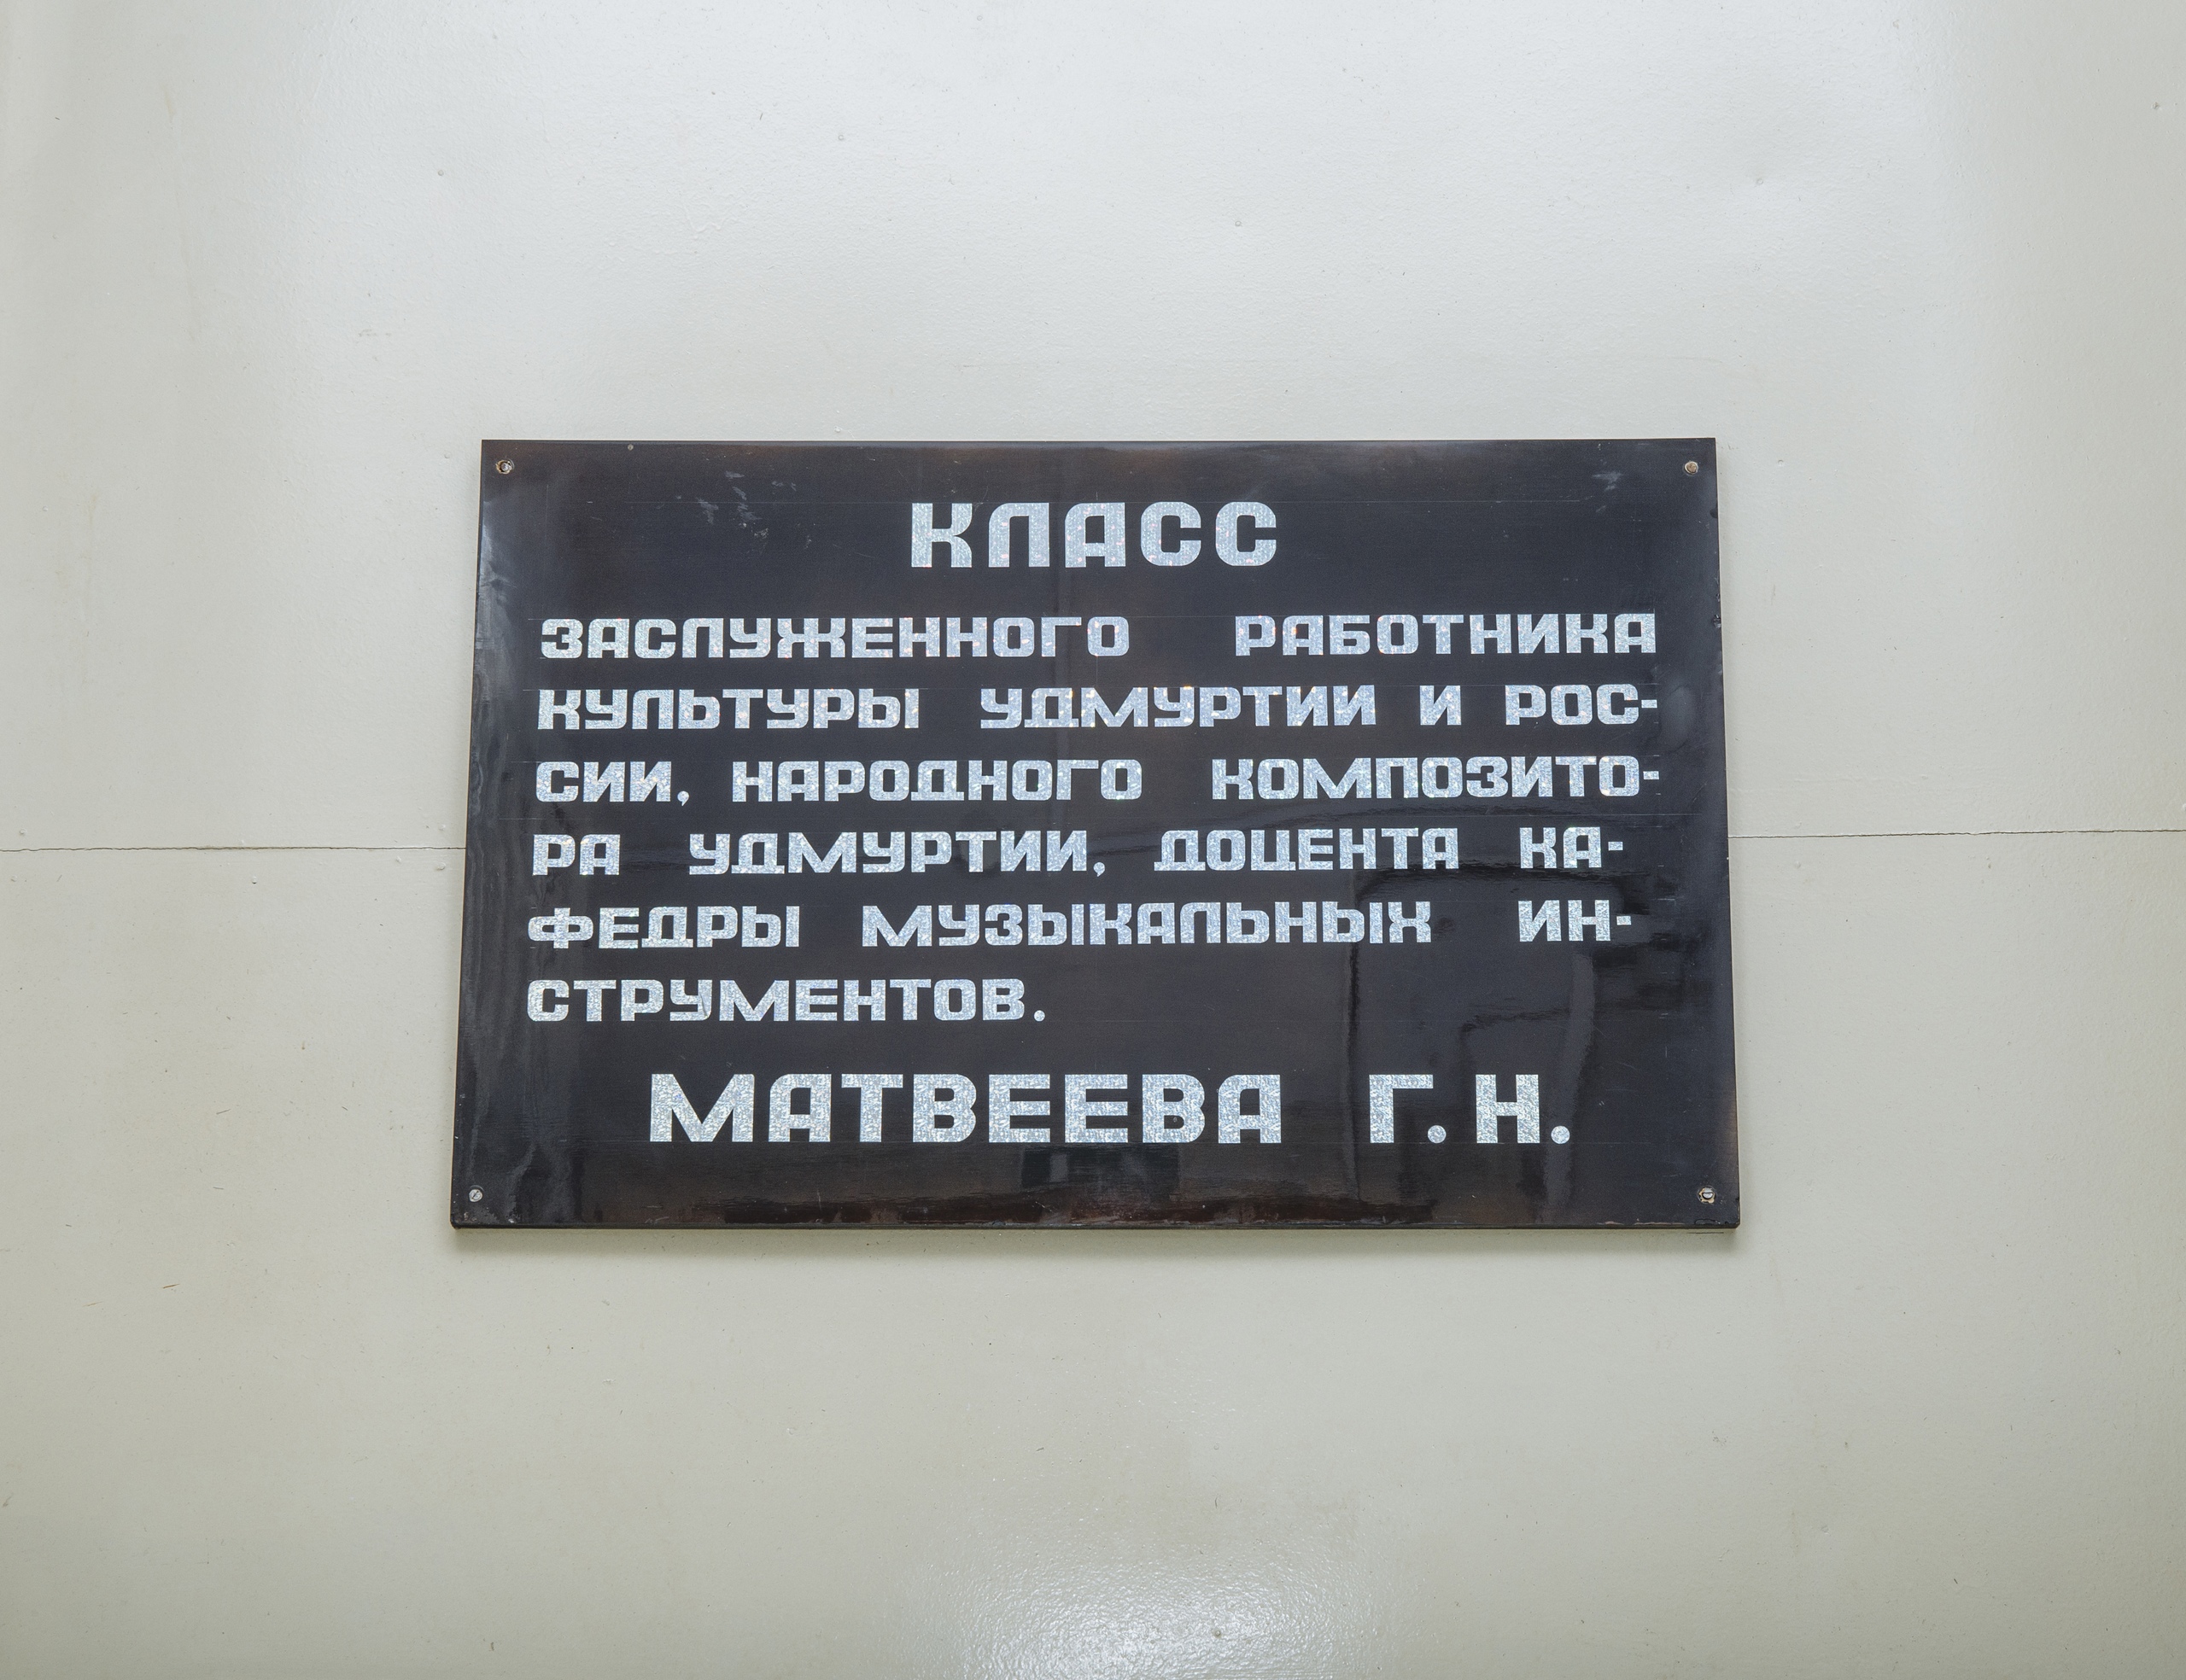 КЛАСС
ЗАСЛУЖЕННОГО РАБОТНИКА
КУЛЬТУРЫ УДМУРТИИ И РОС-
СИИ, НАРОДНОГО КОМПОЗИТО-
РА УДМУРТИИ, ДОЦЕНТА КА-
ФЕДРЫ МУЗЫКАЛЬНЫХ ИН-
СТРУМЕНТОВ.
МАТВЕЕВА Г.Н.